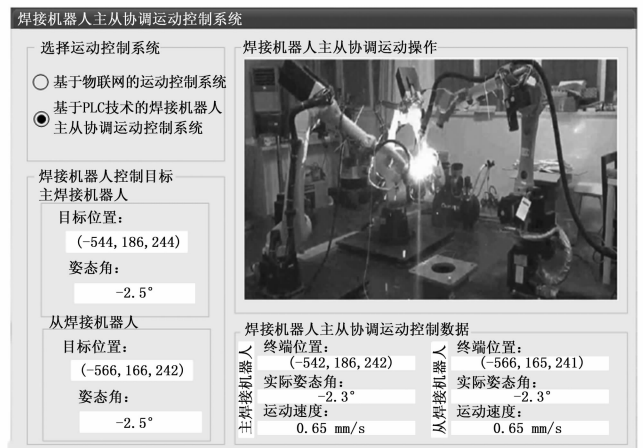 焊接机器人主从协调运动控制系统
选择运动控制系统
基于物联网的运动控制系统
基于PLC技术的焊接机器人
主从协调运动控制系统
焊接机器人控制目标
主焊接机器人
目标位置：
(-544,186,244)
姿态角：
-2.5°
从焊接机器人
目标位置：
(-566,166,242)
姿态角：
-2.5°
焊接机器人主从协调运动操作
焊接机器人主从协调运动控制数据
主焊接机器人
终端位置：
(-542,186,242)
实际姿态角：
-2.3°
运动速度：
0.65 mm/s
从焊接机器人
终端位置：
(-566,165,241)
实际姿态角：
-2.3°
运动速度：
0.65 mm/s